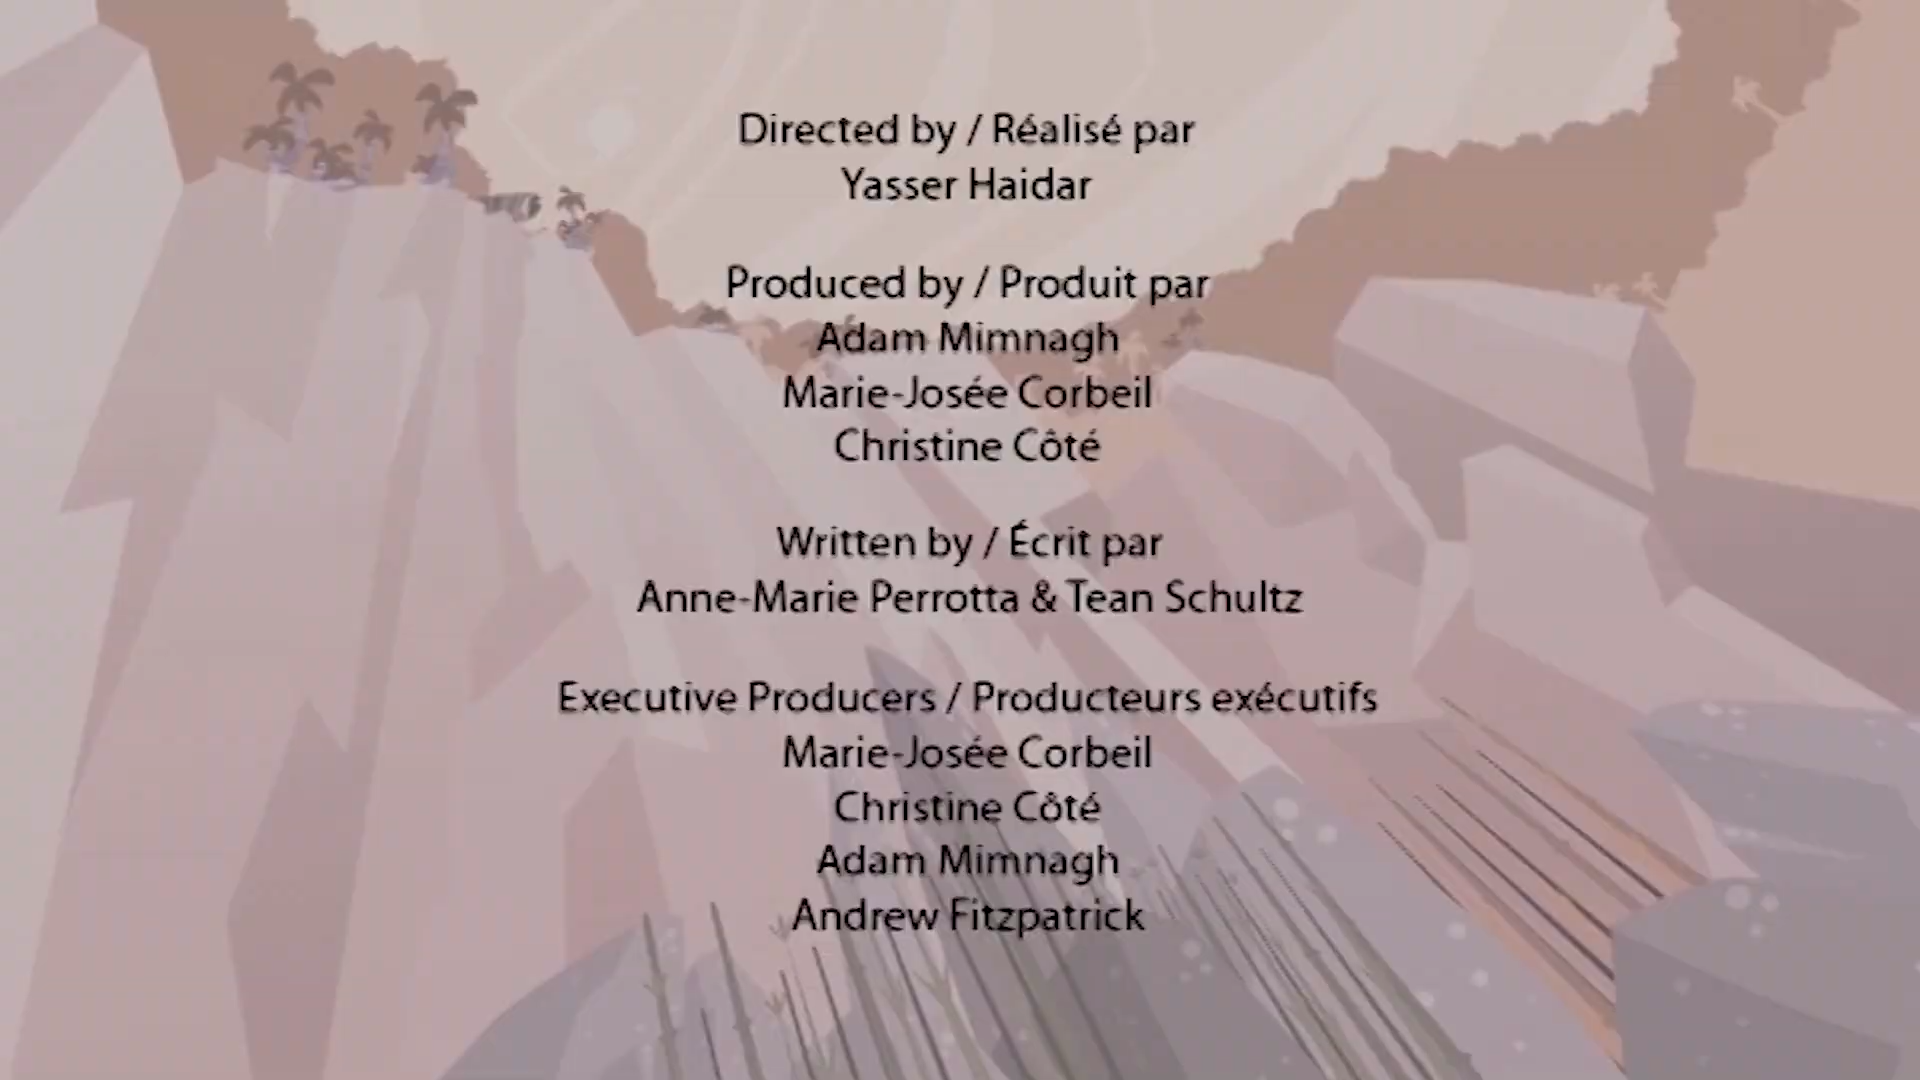 Directed by / Réalisé par
Yasser Haidar
Produced by / Produit par
Adam Mimnagh
Marie-Josée Corbeil
Christine Côté
Written by / Écrit par
Anne-Marie Perrotta & Tean Schultz
Executive Producers / Producteurs exécutifs
Marie-Josée Corbeil
Christine Côté
Adam Mimnagh
Andrew Fitzpatrick